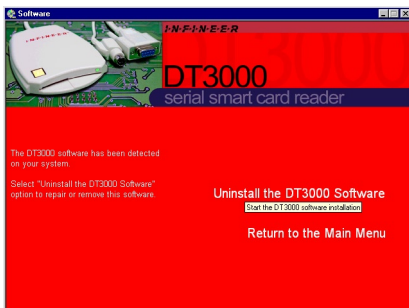 Software
I·N·F·I·N·E·E·R
DT3000
serial smart card reader
The DT3000 software has been detected
on your system.
Select "Uninstall the DT3000 Software"
option to repair or remove this software.
Uninstall the DT3000 Software
Start the DT3000 software installation
Return to the Main Menu